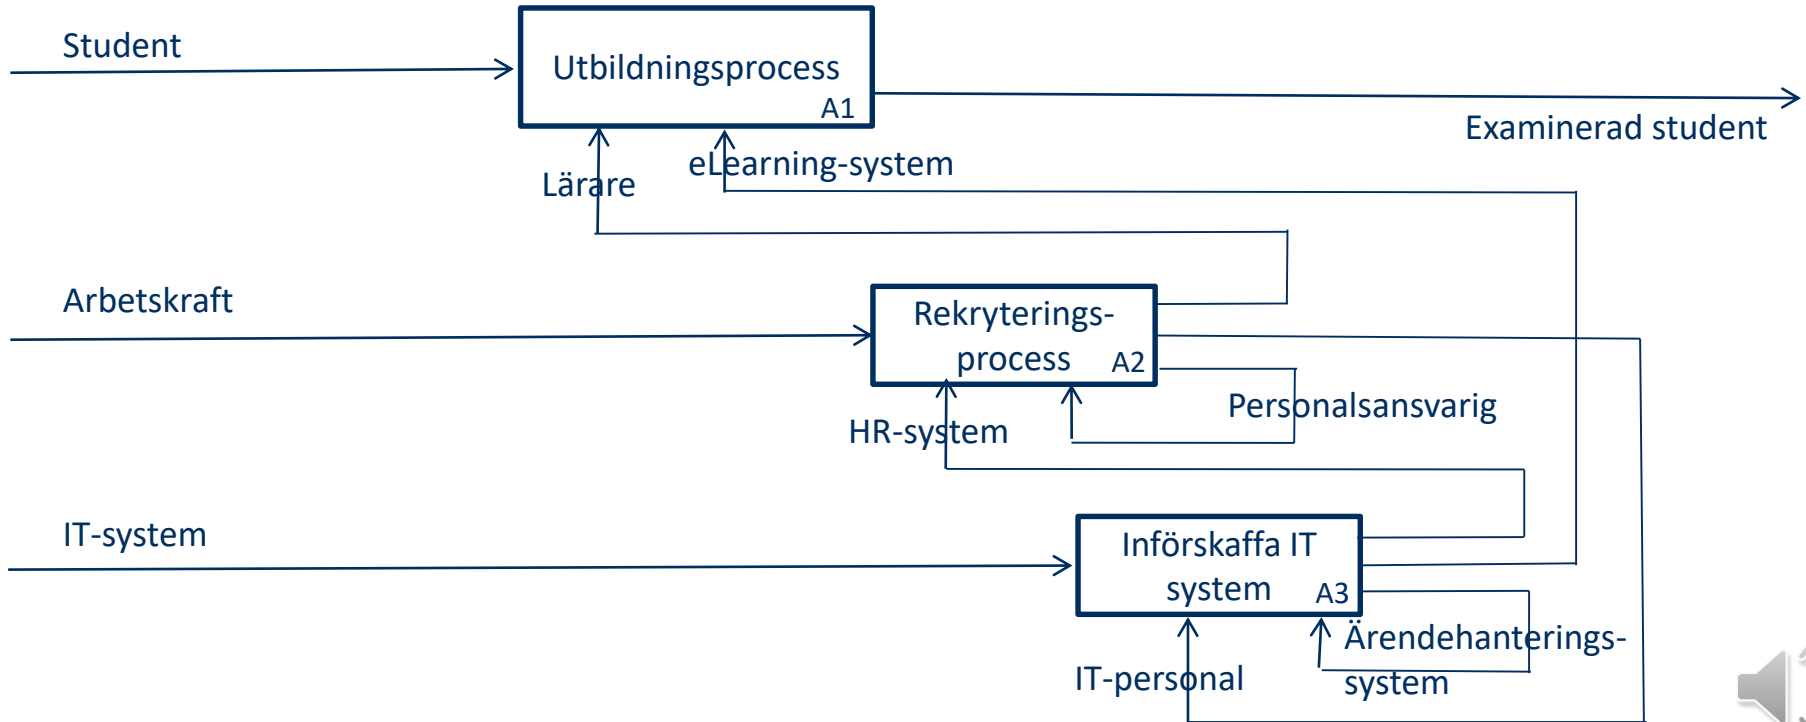 Student
Utbildningsprocess
A1
Examinerad student
eLearning-system
Lärare
Arbetskraft
Rekryterings-
process A2
Personalsansvarig
HR-system
IT-system
Införskaffa IT
system A3
Ärendehanterings-
system
IT-personal